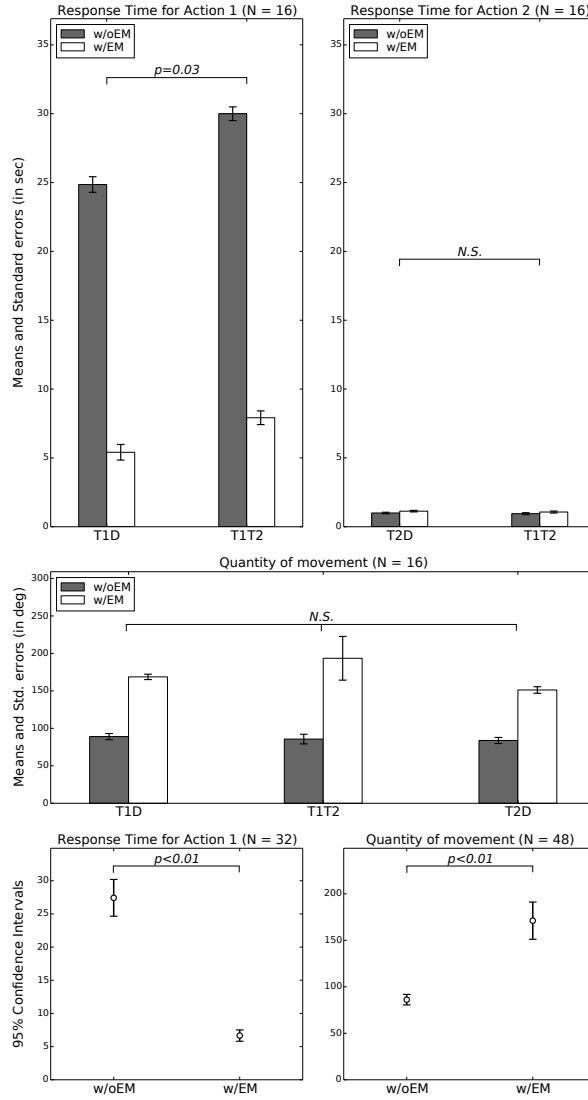 Response Time for Action 1 (N = 16)
Means and Standard errors (in sec)
35
30
25
20
15
10
5
0
w/oEM
w/EM
p=0.03
T1D
T1T2
Response Time for Action 2 (N = 16)
35
30
25
20
15
10
5
0
w/oEM
w/EM
N.S.
T2D
T1T2
Quantity of movement (N = 16)
Means and Std. errors (in deg)
300
250
200
150
100
50
0
w/oEM
w/EM
N.S.
T1D
T1T2
T2D
Response Time for Action 1 (N = 32)
95% Confidence Intervals
30
25
20
15
10
5
0
p<0.01
w/oEM
w/EM
Quantity of movement (N = 48)
200
150
100
50
0
p<0.01
w/oEM
w/EM